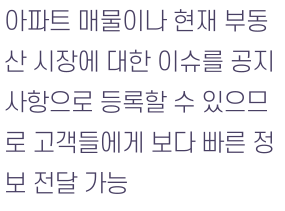 아파트 매물이나 현재 부동
산 시장에 대한 이슈를 공지
사항으로 등록할 수 있으므
로 고객들에게 보다 빠른 정
보 전달 가능